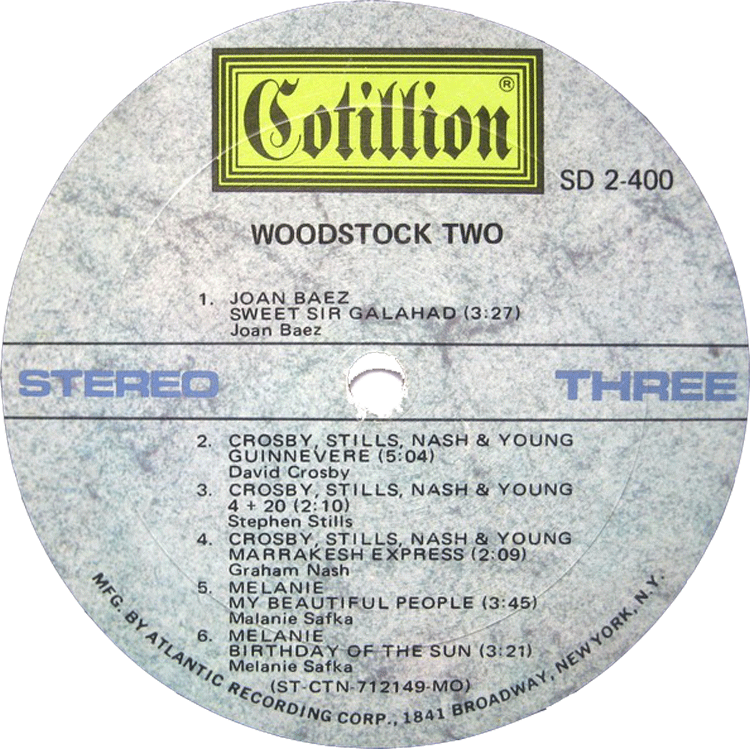 Cotillion®
SD 2-400
WOODSTOCK TWO
1. JOAN BAEZ
SWEET SIR GALAHAD (3:27)
Joan Baez
STEREO THREE
2. CROSBY, STILLS, NASH & YOUNG
GUINNEVERE (5:04)
David Crosby
3. CROSBY, STILLS, NASH & YOUNG
4 + 20 (2:10)
Stephen Stills
4. CROSBY, STILLS, NASH & YOUNG
MARRAKESH EXPRESS (2:09)
Graham Nash
5. MELANIE
MY BEAUTIFUL PEOPLE (3:45)
Malanie Safka
6. MELANIE
BIRTHDAY OF THE SUN (3:21)
Melanie Safka
(ST-CTN-712149-MO)
MFG. BY ATLANTIC RECORDING CORP., 1841 BROADWAY, NEW YORK, N.Y.